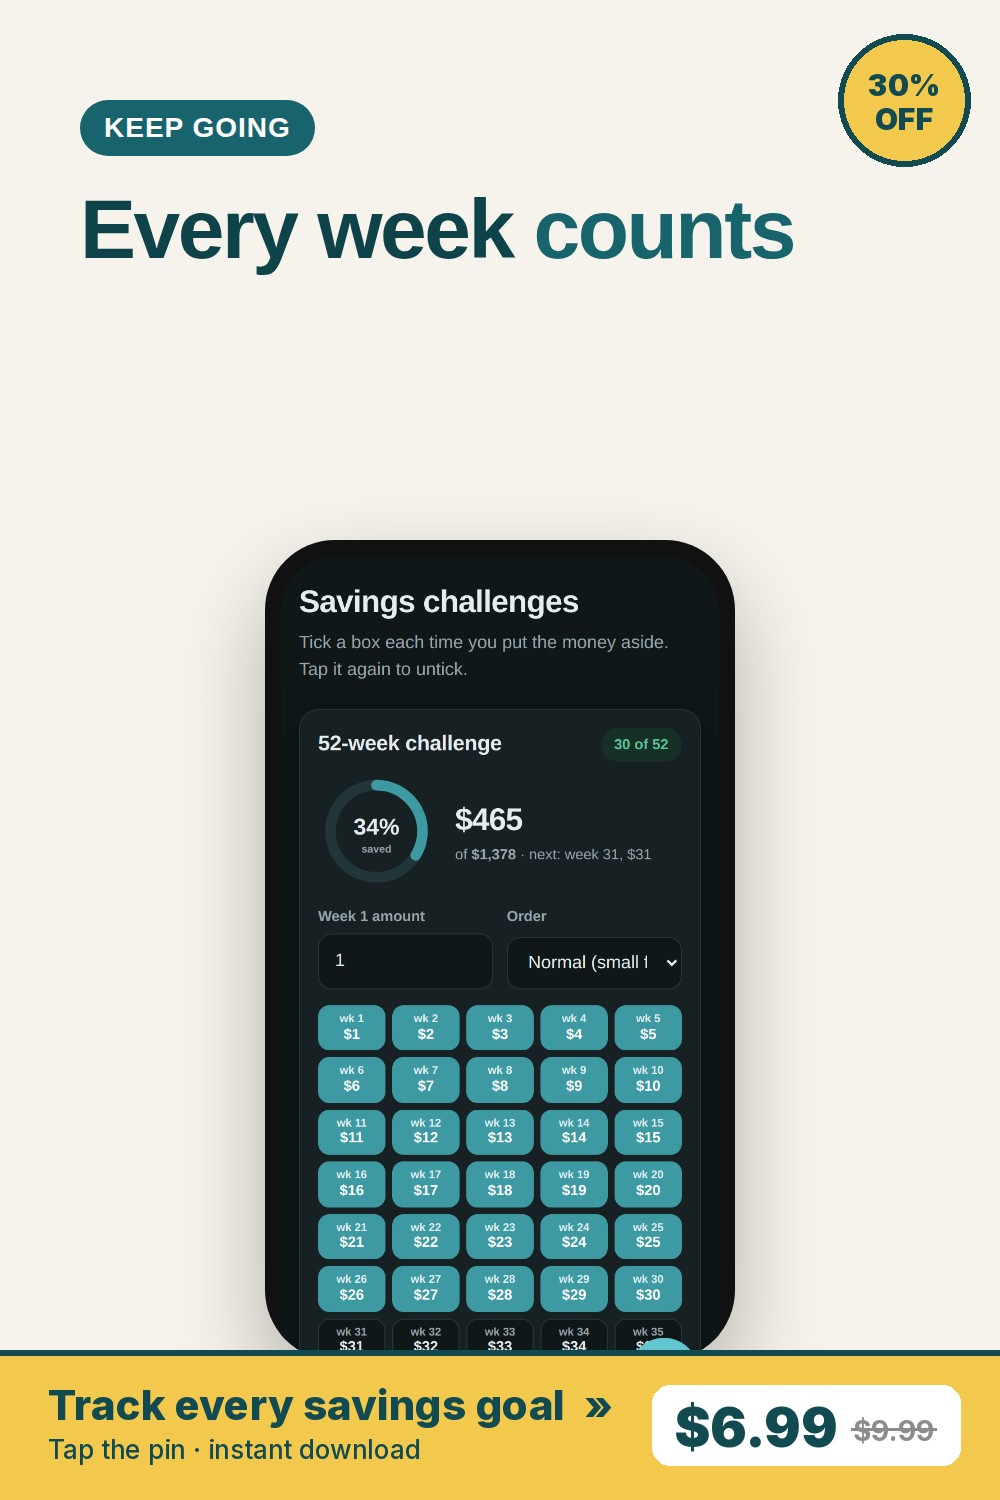 30%
OFF
KEEP GOING
Every week counts
Savings challenges
Tick a box each time you put the money aside.
Tap it again to untick.
52-week challenge
30 of 52
34%
saved
$465
of $1,378 · next: week 31, $31
Week 1 amount
Order
1
Normal (small
wk 1 wk 2 wk 3 wk 4 wk 5
$1 $2 $3 $4 $5
wk 6 wk 7 wk 8 wk 9 wk 10
$6 $7 $8 $9 $10
wk 11 wk 12 wk 13 wk 14 wk 15
$11 $12 $13 $14 $15
wk 16 wk 17 wk 18 wk 19 wk 20
$16 $17 $18 $19 $20
wk 21 wk 22 wk 23 wk 24 wk 25
$21 $22 $23 $24 $25
wk 26 wk 27 wk 28 wk 29 wk 30
$26 $27 $28 $29 $30
wk 31 wk 32 wk 33 wk 34 wk 35
$31 $32 $33 $34
Track every savings goal »
Tap the pin · instant download
$6.99 $9.99